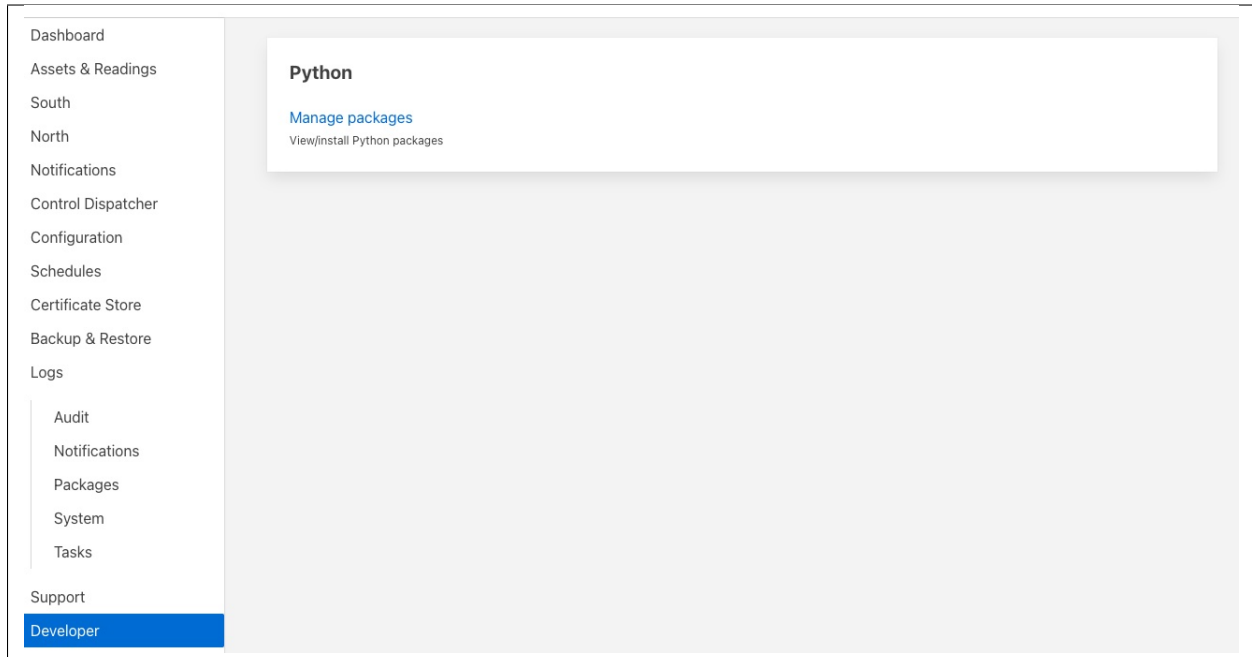 Dashboard
Assets & Readings
South
North
Notifications
Control Dispatcher
Configuration
Schedules
Certificate Store
Backup & Restore
Logs
Audit
Notifications
Packages
System
Tasks
Support
Developer
Python
Manage packages
View/install Python packages